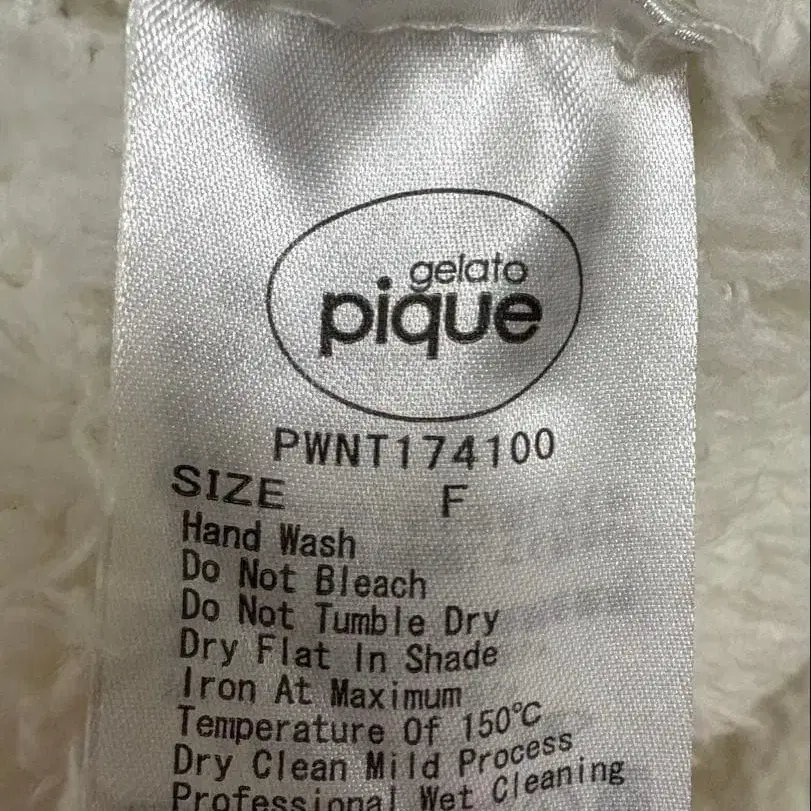 gelato
pique
PWNT174100
SIZE F
Hand Wash
Do Not Bleach
Do Not Tumble Dry
Dry Flat In Shade
Iron At Maximum
Temperature Of 150℃
Dry Clean Mild Process
Professional Wet Cleaning